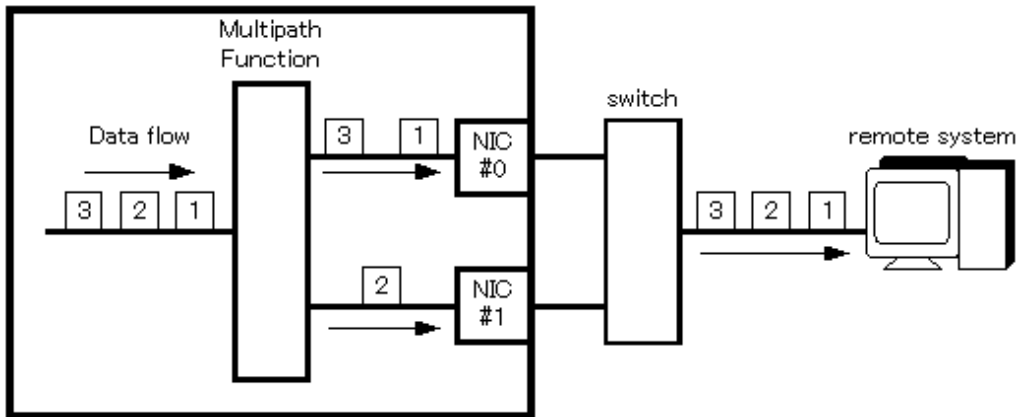 Multipath
Function
switch
Data flow
3 1
NIC
#0
remote system
3 2 1
3 2 1
2
NIC
#1